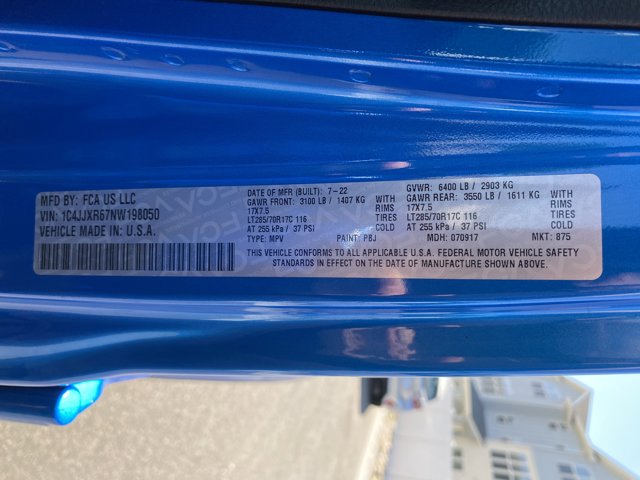 MFD BY: FCA US LLC
VIN: 1C4JJXR67NW198050
VEHICLE MADE IN: U.S.A.
DATE OF MFR (BUILT): 7-22
GAWR FRONT: 3100 LB / 1407 KG
WITH
17X7.5 RIMS
LT285/70R17C 116 TIRES
AT 255 kPa / 37 PSI COLD
TYPE: MPV PAINT: PBJ
GVWR: 6400 LB / 2903 KG
GAWR REAR: 3550 LB / 1611 KG
WITH
17X7.5 RIMS
LT285/70R17C 116 TIRES
AT 255 kPa / 37 PSI COLD
MDH: 070917 MKT: 875
THIS VEHICLE CONFORMS TO ALL APPLICABLE U.S.A. FEDERAL MOTOR VEHICLE SAFETY
STANDARDS IN EFFECT ON THE DATE OF MANUFACTURE SHOWN ABOVE.